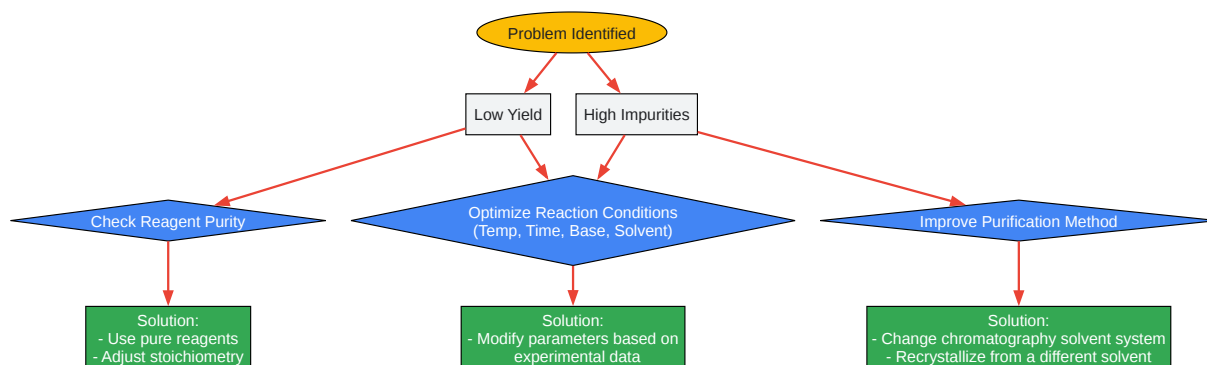 Problem Identified
Low Yield
High Impurities
Check Reagent Purity
Optimize Reaction Conditions
(Temp, Time, Base, Solvent)
Improve Purification Method
Solution:
- Use pure reagents
- Adjust stoichiometry
Solution:
- Modify parameters based on
experimental data
Solution:
- Change chromatography solvent system
- Recrystallize from a different solvent